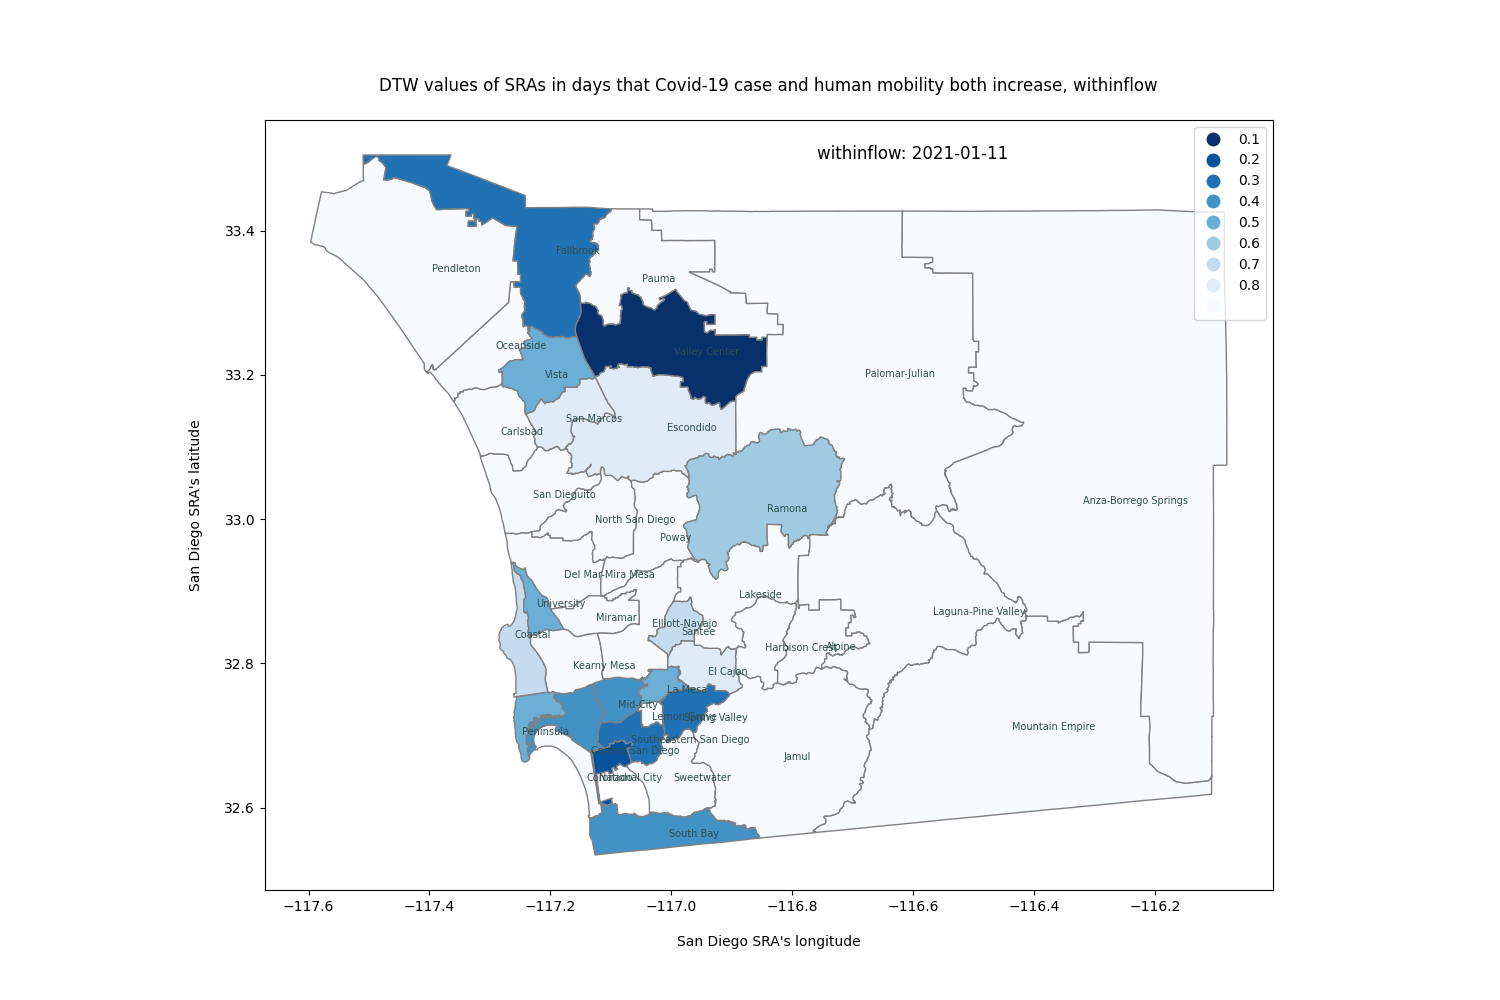 DTW values of SRAs in days that Covid-19 case and human mobility both increase, withinflow
withinflow: 2021-01-11
0.1
0.2
0.3
0.4
0.5
0.6
0.7
0.8
San Diego SRA's latitude
33.4
33.2
33.0
32.8
32.6
Fallbrook
Pendleton
Pauma
Oceanside
Valley Center
Vista
Palomar-Julian
San Marcos
Carlsbad
Escondido
San Dieguito
Anza-Borrego Springs
Ramona
North San Diego
Poway
Del Mar-Mira Mesa
Lakeside
University
Laguna-Pine Valley
Miramar
Elliott-Navajo
Santee
Coastal
Harbison Crest
Alpine
Kearny Mesa
El Cajon
La Mesa
Mid-City
Lemon Grove
Spring Valley
Mountain Empire
Peninsula
Southeastern San Diego
Central San Diego
Jamul
Coronado
National City
Sweetwater
South Bay
−117.6
−117.4
−117.2
−117.0
−116.8
−116.6
−116.4
−116.2
San Diego SRA's longitude